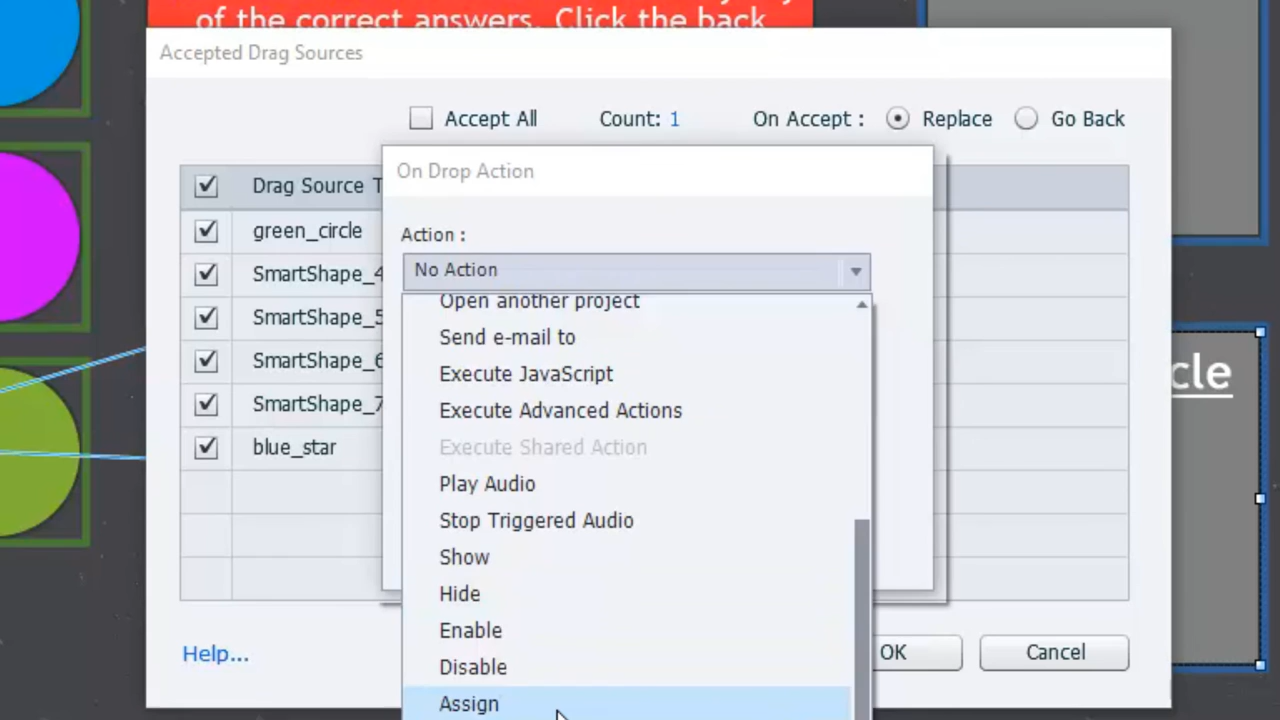 of the correct answers. Click the back
Accepted Drag Sources
Accept All Count: 1 On Accept : Replace Go Back
On Drop Action
Drag Source T
Action :
green_circle
No Action
SmartShape_4
Open another project
SmartShape_5
Send e-mail to
SmartShape_6
Execute JavaScript
cle
SmartShape_7
Execute Advanced Actions
blue_star
Execute Shared Action
Play Audio
Stop Triggered Audio
Show
Hide
Enable
Disable
Assign
Help...
OK
Cancel